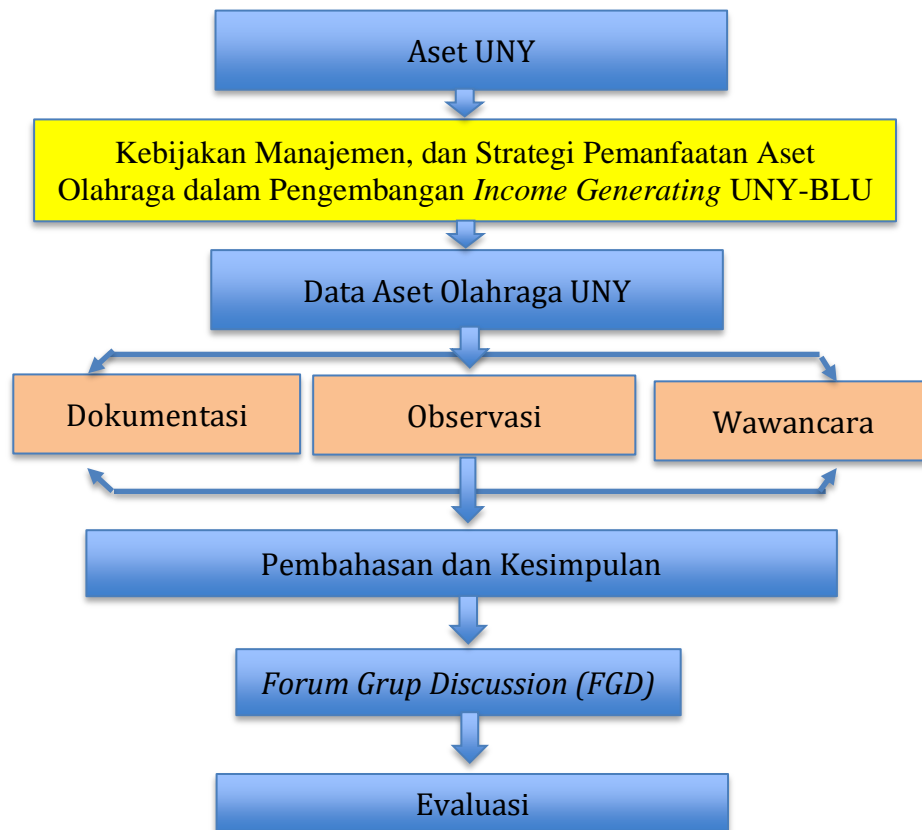 Aset UNY
Kebijakan Manajemen, dan Strategi Pemanfaatan Aset
Olahraga dalam Pengembangan Income Generating UNY-BLU
Data Aset Olahraga UNY
Dokumentasi
Observasi
Wawancara
Pembahasan dan Kesimpulan
Forum Grup Discussion (FGD)
Evaluasi